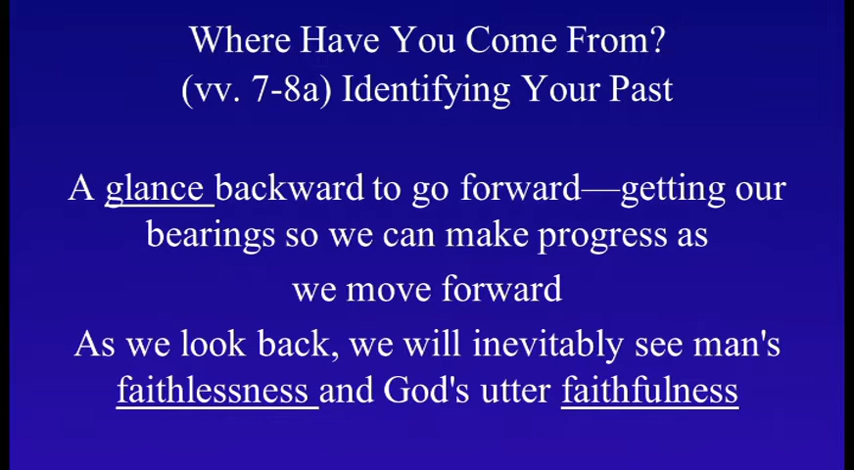 Where Have You Come From?
(vv. 7-8a) Identifying Your Past
A glance backward to go forward—getting our
bearings so we can make progress as
we move forward
As we look back, we will inevitably see man's
faithlessness and God's utter faithfulness